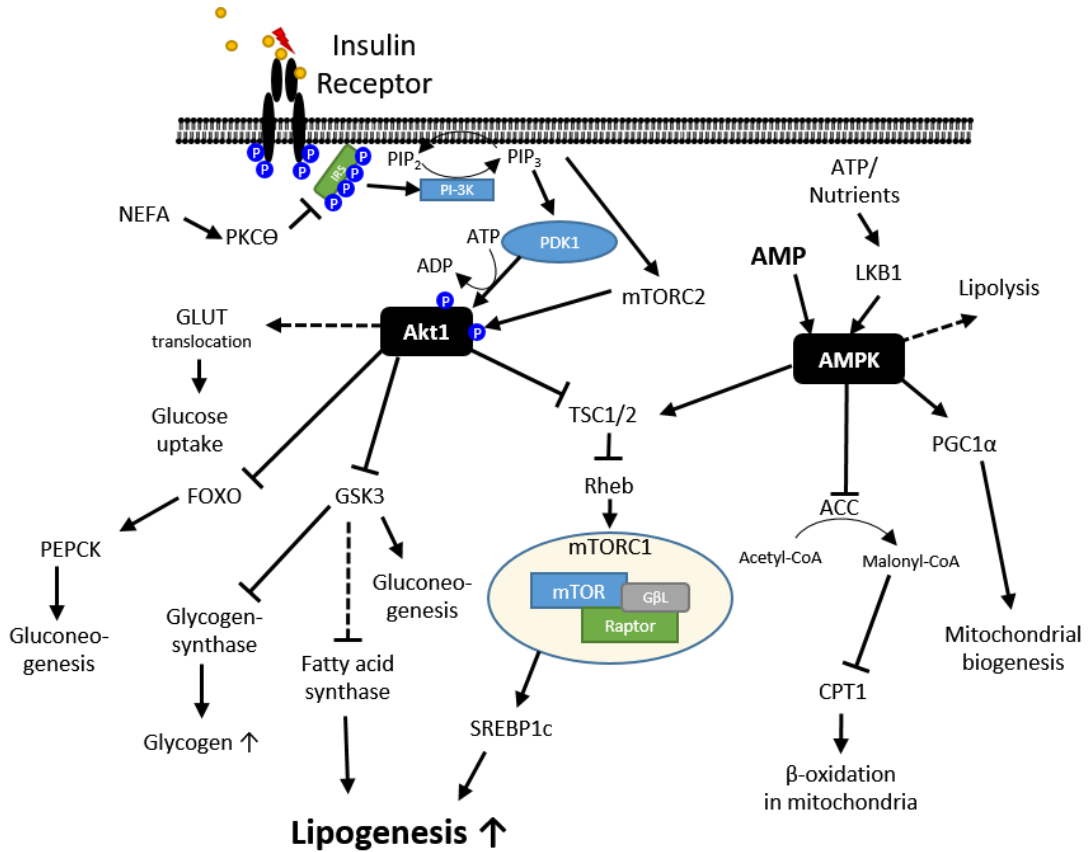 Insulin
Receptor
P
P
P
P
P
P
P
P
IRS
PIP2
PIP3
PI-3K
ATP/
Nutrients
NEFA
PKCΘ
ATP
PDK1
ADP
AMP
LKB1
mTORC2
Lipolysis
P
P
GLUT
translocation
Akt1
AMPK
Glucose
uptake
TSC1/2
PGC1α
FOXO
GSK3
Rheb
ACC
PEPCK
mTORC1
Acetyl-CoA
Malonyl-CoA
Gluconeo-
genesis
mTOR
GβL
Raptor
Glycogen-
synthase
Gluconeo-
genesis
Mitochondrial
biogenesis
Fatty acid
synthase
CPT1
Glycogen ↑
SREBP1c
β-oxidation
in mitochondria
Lipogenesis ↑